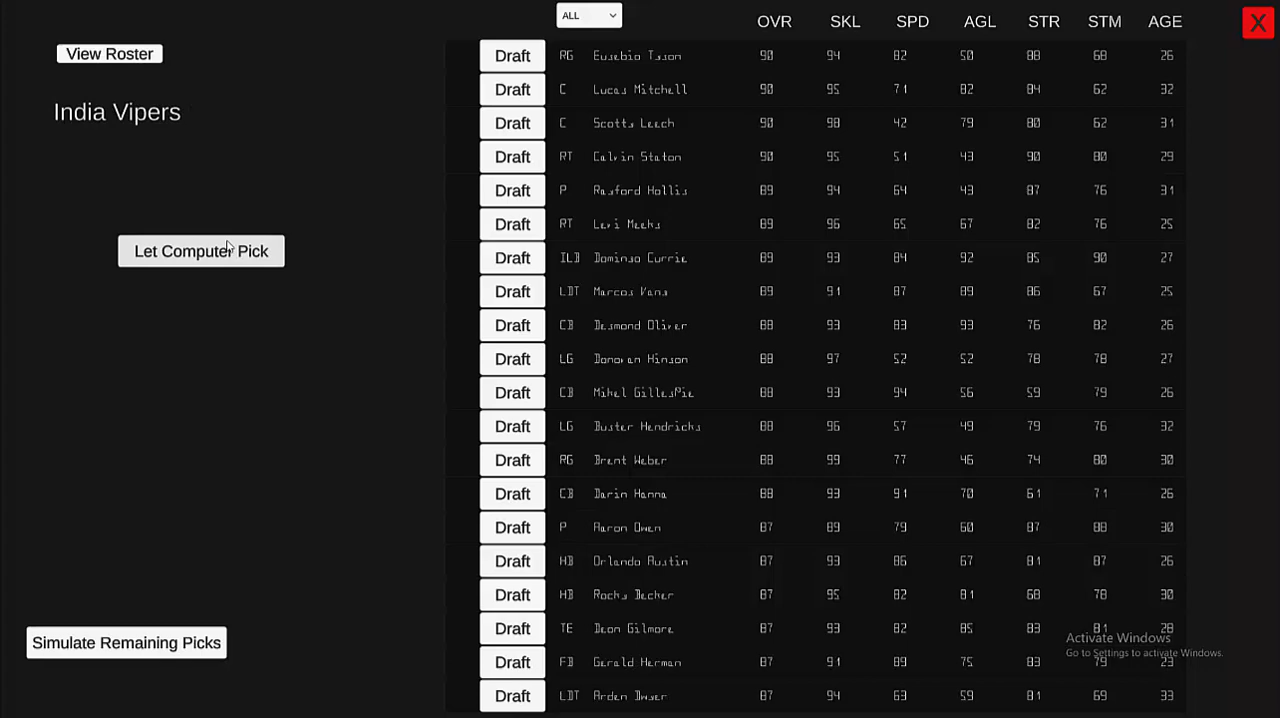 ALL OVR SKL SPD AGL STR STM AGE X
View Roster
India Vipers
Let Computer Pick
Simulate Remaining Picks
Draft RG Eusebio Tyson 90 94 82 50 88 68 26
Draft C Lucas Mitchell 90 95 71 82 84 62 32
Draft C Scotty Leech 90 98 42 79 80 62 31
Draft RT Calvin Staton 90 95 51 43 90 80 29
Draft P Rayford Hollis 89 94 64 43 87 76 31
Draft RT Levi Meeks 89 96 65 67 82 76 25
Draft ILB Domingo Currie 89 93 84 92 85 90 27
Draft LDT Marcos Vang 89 91 87 89 86 67 25
Draft CB Desmond Oliver 88 93 83 93 76 82 26
Draft LG Donovan Hinson 88 97 52 52 78 78 27
Draft CB Mikel Gillespie 88 93 94 56 59 79 26
Draft LG Buster Hendricks 88 96 57 49 79 76 32
Draft RG Brent Weber 88 99 77 46 74 80 30
Draft CB Darin Hanna 88 93 91 70 61 71 26
Draft P Aaron Owen 87 89 79 60 87 88 30
Draft HB Orlando Austin 87 93 86 67 81 87 26
Draft HB Rocky Decker 87 95 82 81 68 78 30
Draft TE Deon Gilmore 87 93 82 85 83 81 28
Draft FB Gerald Herman 87 91 89 75 83 79 23
Draft LDT Arden Dwyer 87 94 63 59 81 69 33
Activate Windows
Go to Settings to activate Windows.